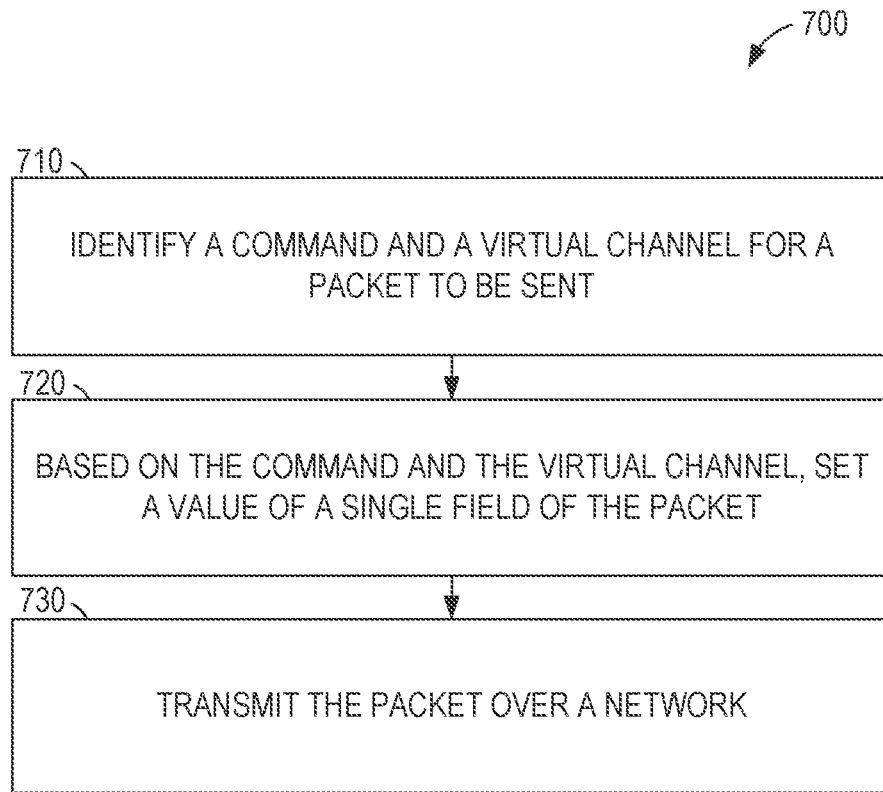 700
710
IDENTIFY A COMMAND AND A VIRTUAL CHANNEL FOR A
PACKET TO BE SENT
720
BASED ON THE COMMAND AND THE VIRTUAL CHANNEL, SET
A VALUE OF A SINGLE FIELD OF THE PACKET
730
TRANSMIT THE PACKET OVER A NETWORK